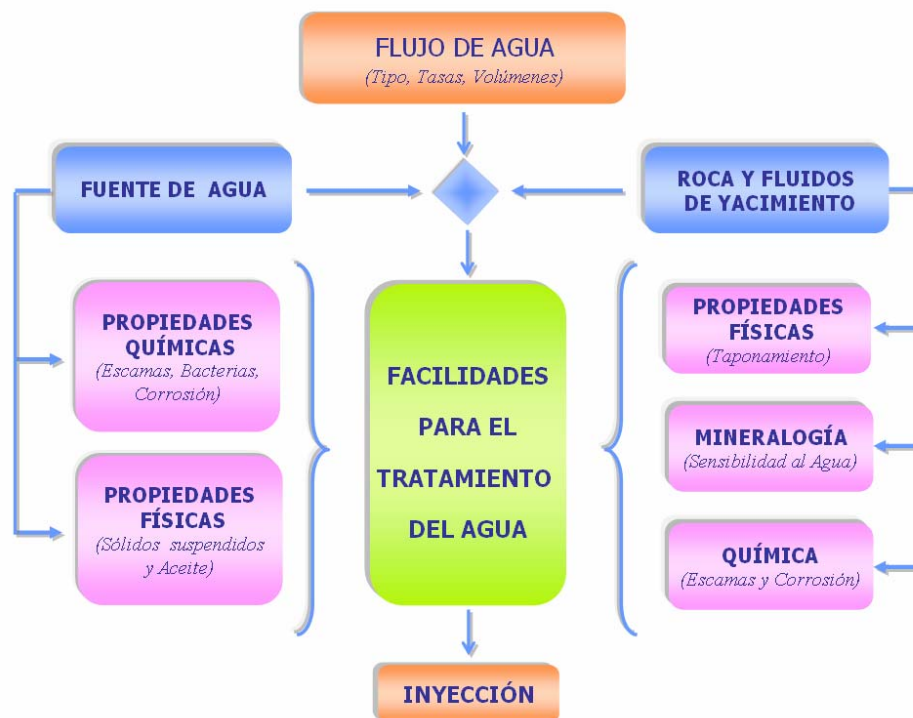 FLUJO DE AGUA
(Tipo, Tasas, Volúmenes)
FUENTE DE AGUA
ROCA Y FLUIDOS
DE YACIMIENTO
PROPIEDADES
QUÍMICAS
(Escamas, Bacterias,
Corrosión)
PROPIEDADES
FÍSICAS
(Sólidos suspendidos
y Aceite)
FACILIDADES
PARA EL
TRATAMIENTO
DEL AGUA
PROPIEDADES
FÍSICAS
(Taponamiento)
MINERALOGÍA
(Sensibilidad al Agua)
QUÍMICA
(Escamas y Corrosión)
INYECCIÓN